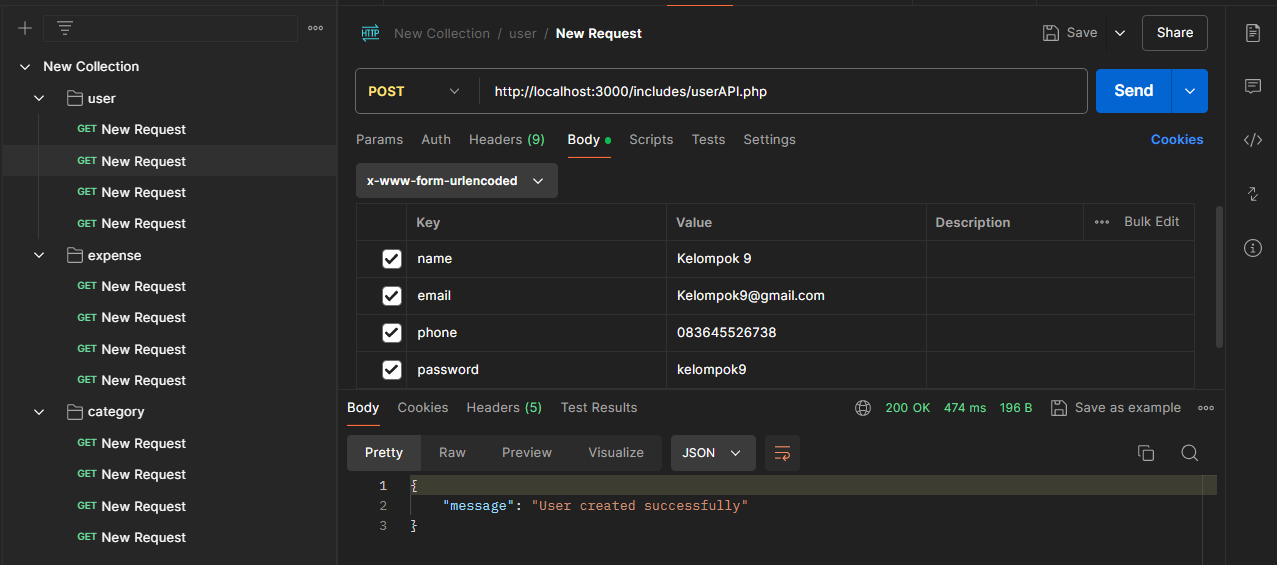 New Collection
user
GET New Request
GET New Request
GET New Request
GET New Request
expense
GET New Request
GET New Request
GET New Request
GET New Request
category
GET New Request
GET New Request
GET New Request
GET New Request
HTTP New Collection / user / New Request Save Share
POST http://localhost:3000/includes/userAPI.php Send
Params Auth Headers (9) Body Scripts Tests Settings Cookies
x-www-form-urlencoded
Key Value Description Bulk Edit
name Kelompok 9
email Kelompok9@gmail.com
phone 083645526738
password kelompok9
Body Cookies Headers (5) Test Results 200 OK 474 ms 196 B Save as example
Pretty Raw Preview Visualize JSON
1 {
2 "message": "User created successfully"
3 }